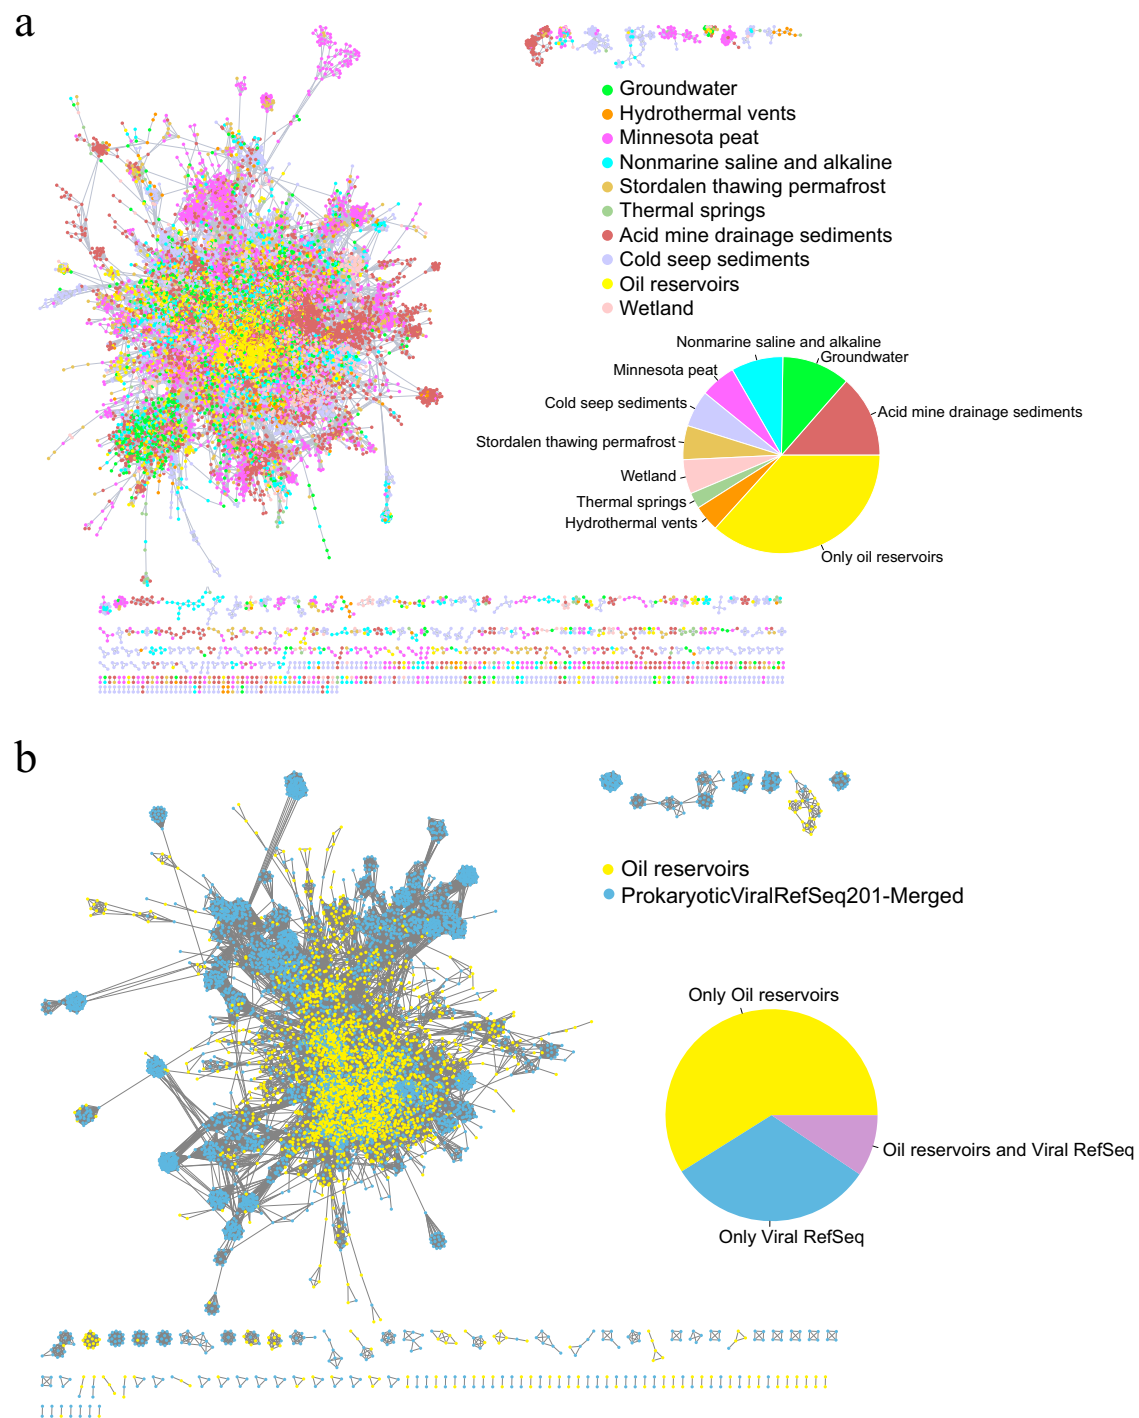 a
Groundwater
Hydrothermal vents
Minnesota peat
Nonmarine saline and alkaline
Stordalen thawing permafrost
Thermal springs
Acid mine drainage sediments
Cold seep sediments
Oil reservoirs
Wetland
Nonmarine saline and alkaline
Groundwater
Minnesota peat
Cold seep sediments
Acid mine drainage sediments
Stordalen thawing permafrost
Wetland
Thermal springs
Hydrothermal vents
Only oil reservoirs
b
Oil reservoirs
ProkaryoticViralRefSeq201-Merged
Only Oil reservoirs
Oil reservoirs and Viral RefSeq
Only Viral RefSeq